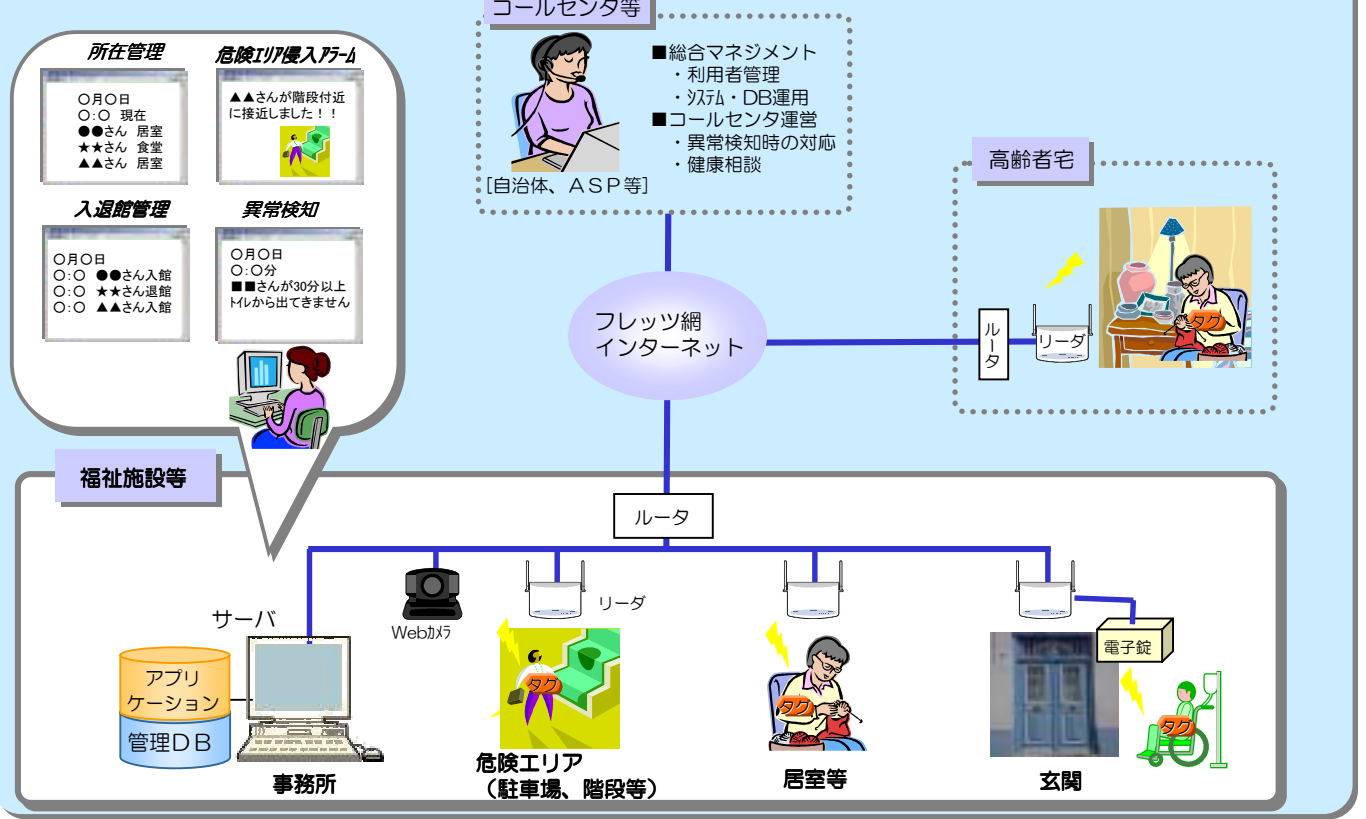 コールセンタ等
■総合マネジメント
・利用者管理
・ｼｽﾃﾑ・DB運用
■コールセンタ運営
・異常検知時の対応
・健康相談
[自治体、ＡＳＰ等]
所在管理
〇月〇日
〇:〇 現在
●●さん 居室
★★さん 食堂
▲▲さん 居室
危険ｴﾘｱ侵入ｱﾗｰﾑ
▲▲さんが階段付近
に接近しました！！
入退館管理
〇月〇日
〇:〇 ●●さん入館
〇:〇 ★★さん退館
〇:〇 ▲▲さん入館
異常検知
〇月〇日
〇:〇分
■■さんが30分以上
ﾄｲﾚから出てきません
フレッツ網
インターネット
高齢者宅
ルータ
リーダ
タグ
福祉施設等
ルータ
サーバ
アプリ
ケーション
管理ＤＢ
事務所
Webｶﾒﾗ
リーダ
タグ
危険エリア
（駐車場、階段等）
タグ
居室等
電子錠
タグ
玄関